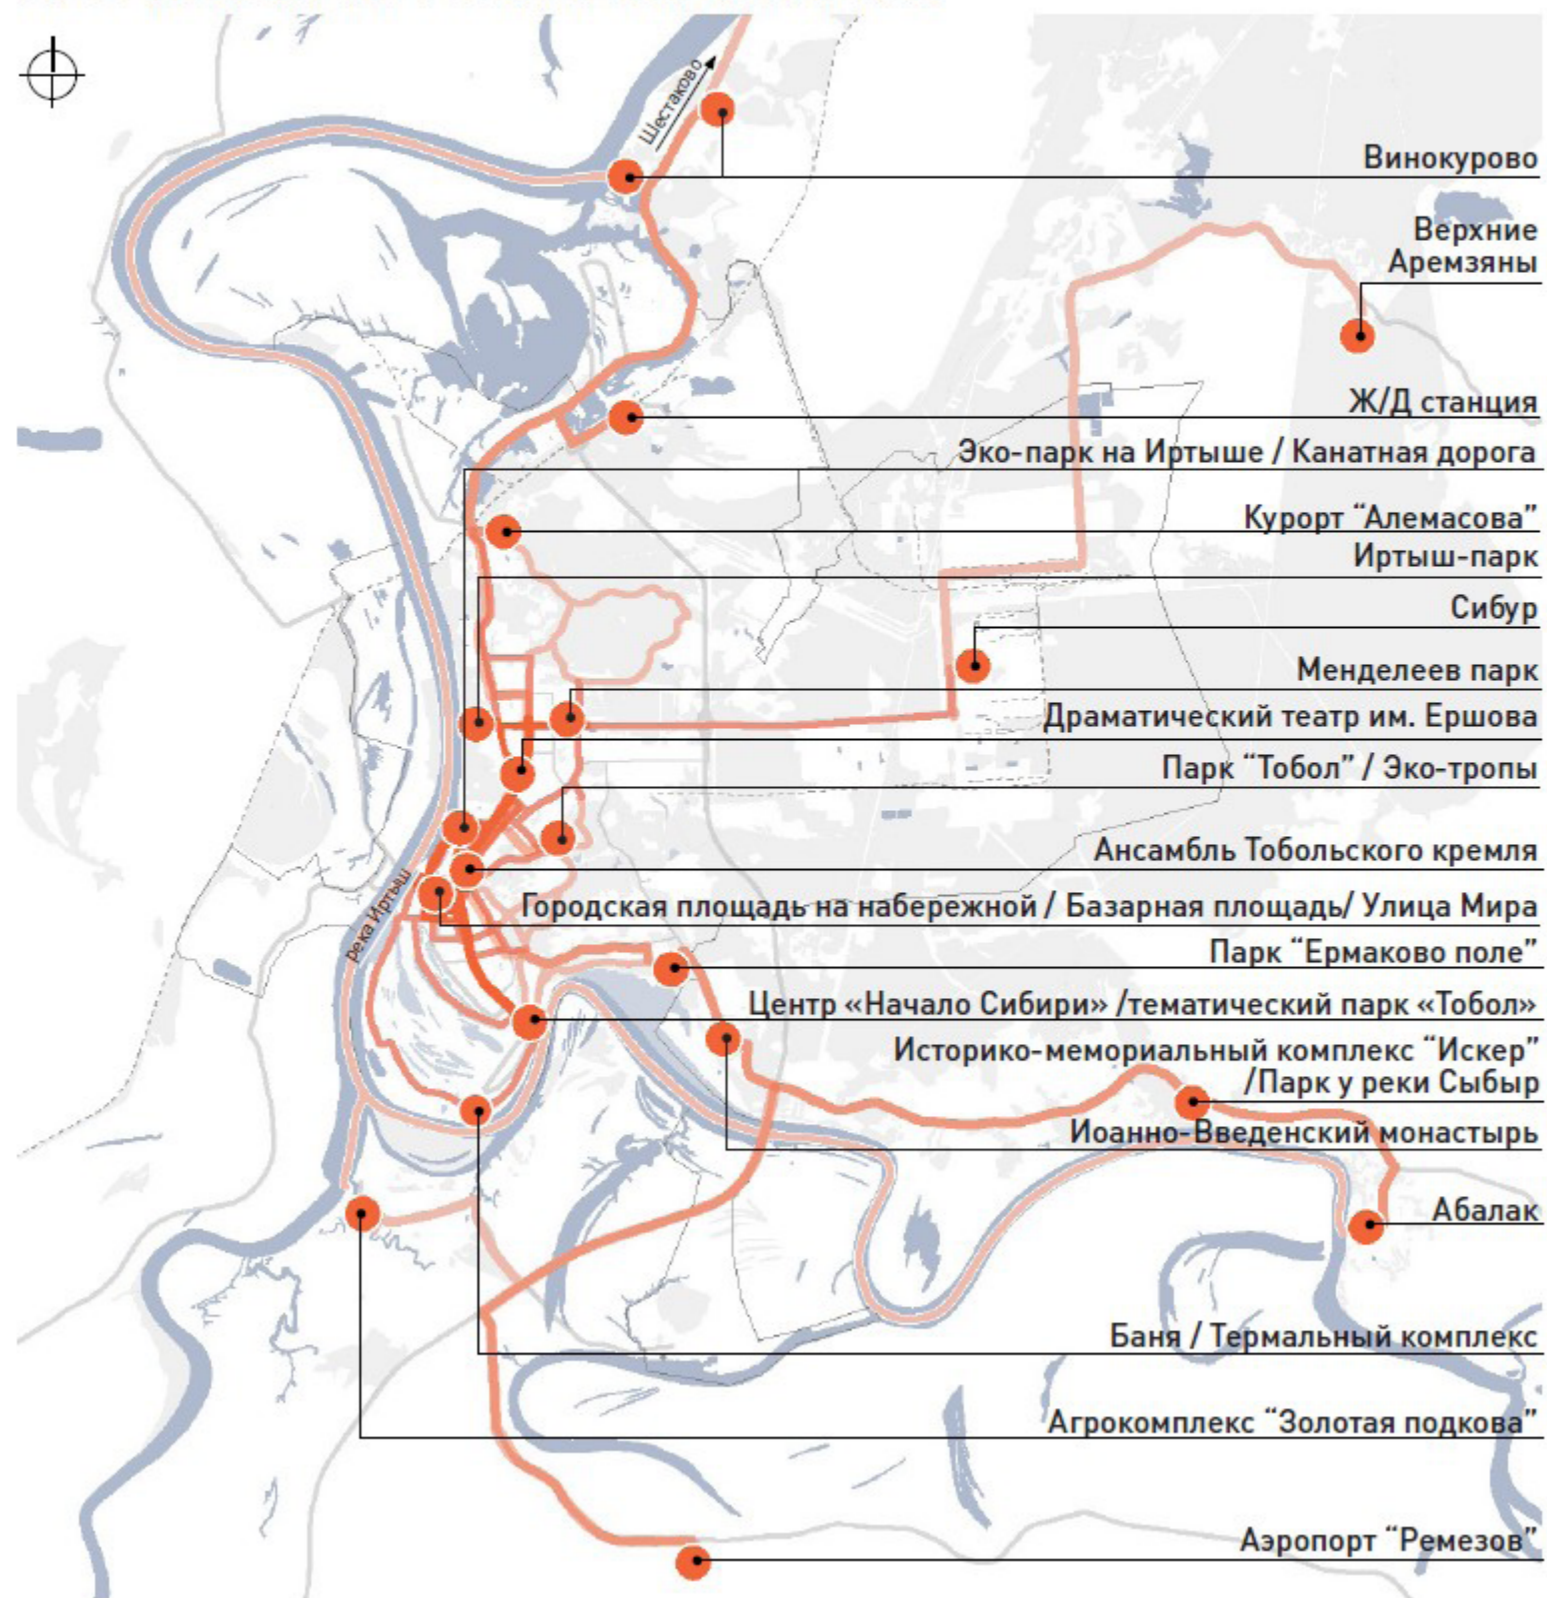 Шестаково
Винокурово
Верхние
Аремзяны
Ж/Д станция
Эко-парк на Иртыше / Канатная дорога
Курорт “Алемасова”
Иртыш-парк
Сибур
Менделеев парк
Драматический театр им. Ершова
Парк “Тобол” / Эко-тропы
Ансамбль Тобольского кремля
река Иртыш
Городская площадь на набережной / Базарная площадь/ Улица Мира
Парк “Ермаково поле”
Центр «Начало Сибири» /тематический парк «Тобол»
Историко-мемориальный комплекс “Искер”
/Парк у реки Сыбыр
Иоанно-Введенский монастырь
Абалак
Баня / Термальный комплекс
Агрокомплекс “Золотая подкова”
Аэропорт “Ремезов”